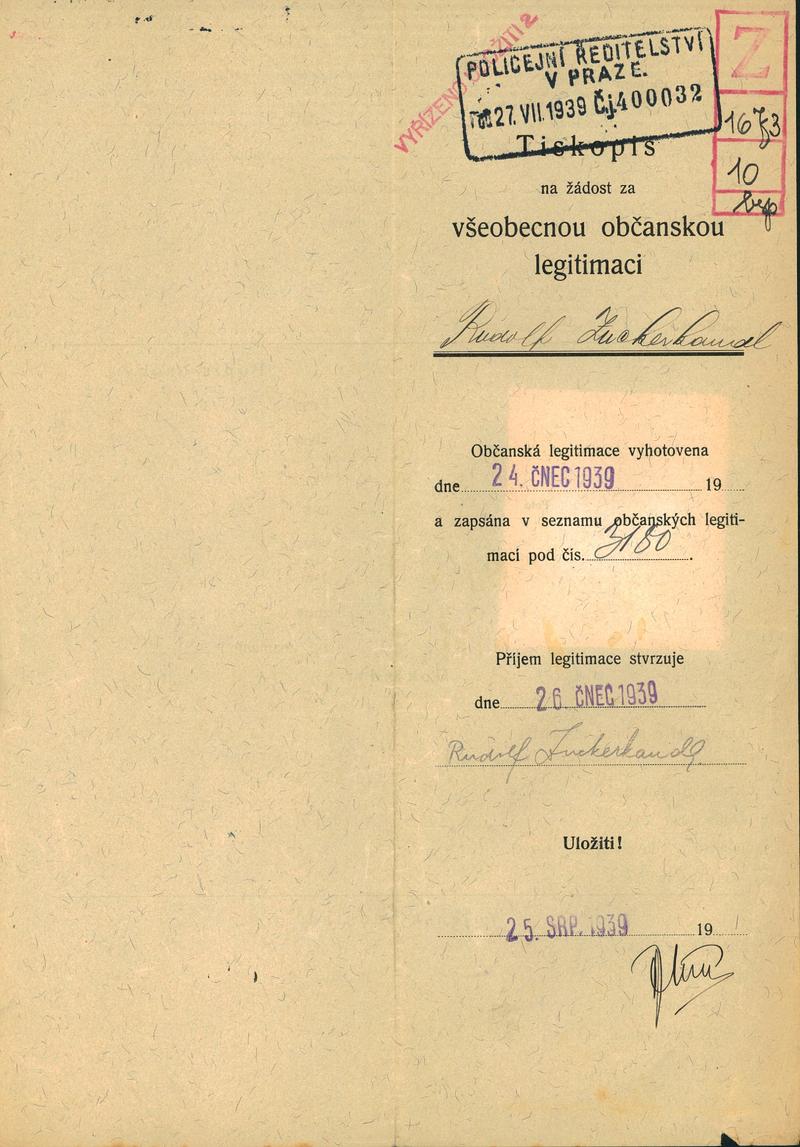 VYŘÍZENO
POLICEJNÍ ŘEDITELSTVÍ
V PRAZE.
27. VII. 1939 Č.j. 400032
Z
1673
10
Tiskopis
na žádost za
všeobecnou občanskou
legitimaci
Rudolf Zuckerkandl
Občanská legitimace vyhotovena
dne 24. ČNEC 1939 19
a zapsána v seznamu občanských legiti-
mací pod čís. 3180.
Příjem legitimace stvrzuje
dne 26. ČNEC 1939
Rudolf Zuckerkandl
Uložiti!
25. SRP. 1939 19